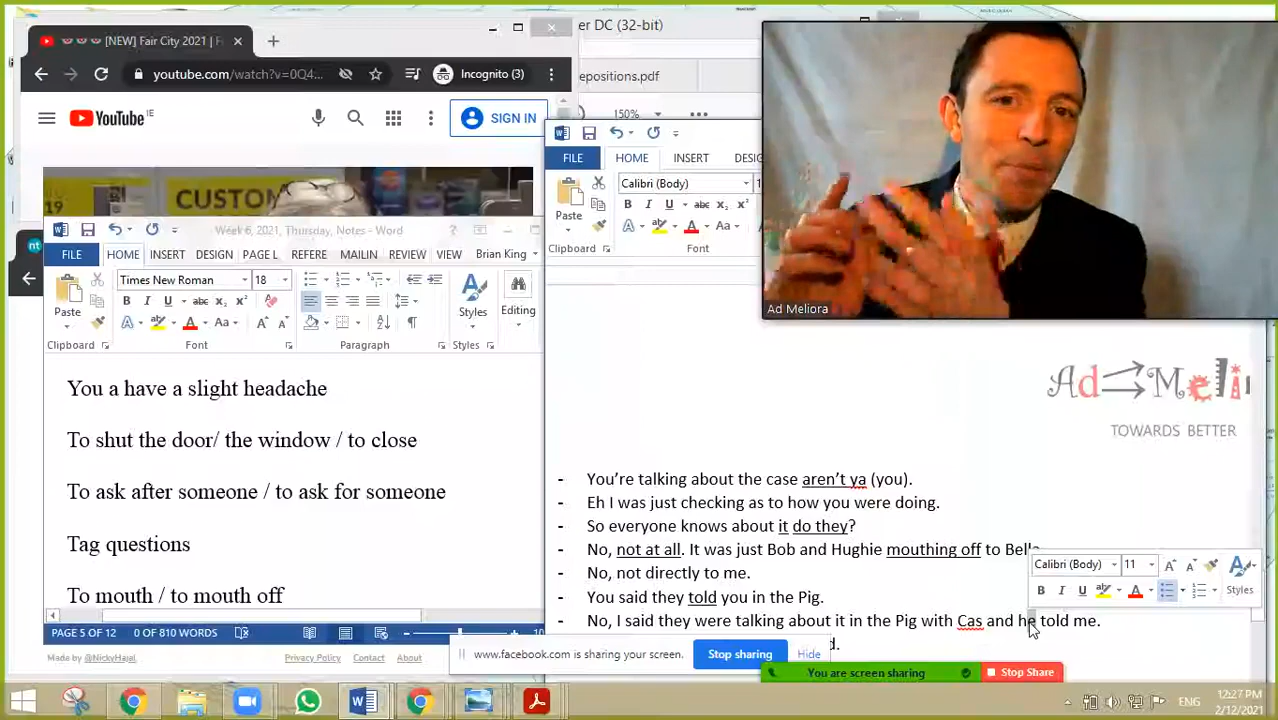 [NEW] Fair City 2021 | F
er DC (32-bit)
youtube.com/watch?v=0Q4...
Incognito (3)
epositions.pdf
150%
YouTube IE
SIGN IN
FILE
HOME
INSERT
DESIG
Calibri (Body)
Paste
Clipboard
Font
CUSTOM
19
Week 6, 2021, Thursday, Notes - Word
FILE
HOME
INSERT
DESIGN
PAGE L
REFERE
MAILIN
REVIEW
VIEW
Brian King
Times New Roman
18
Paste
Styles
Editing
Clipboard
Font
Paragraph
Styles
nt
You a have a slight headache
To shut the door/ the window / to close
To ask after someone / to ask for someone
Tag questions
To mouth / to mouth off
PAGE 5 OF 12
0 OF 810 WORDS
10
Ad Meliora
Ad Meli
TOWARDS BETTER
- You're talking about the case aren't ya (you).
- Eh I was just checking as to how you were doing.
- So everyone knows about it do they?
- No, not at all. It was just Bob and Hughie mouthing off to Bella
- No, not directly to me.
- You said they told you in the Pig.
- No, I said they were talking about it in the Pig with Cas and he told me.
d.
Calibri (Body)
11
Styles
Made by @NickyHajal.
Privacy Policy
Contact
About
www.facebook.com is sharing your screen.
Stop sharing
Hide
You are screen sharing
Stop Share
ENG
12:27 PM
2/12/2021